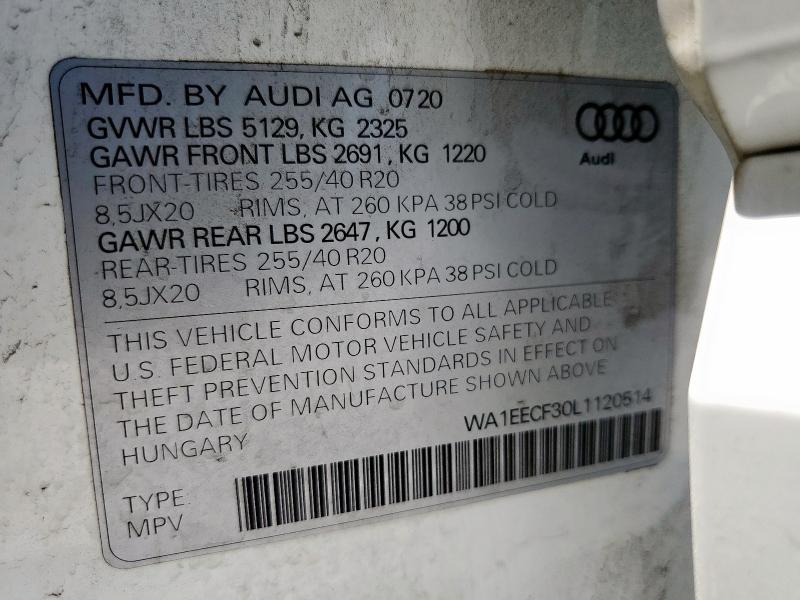 MFD. BY AUDI AG 07 20
GVWR LBS 5129, KG 2325
GAWR FRONT LBS 2691, KG 1220
FRONT-TIRES 255/40 R20
8,5JX20 RIMS, AT 260 KPA 38 PSI COLD
GAWR REAR LBS 2647, KG 1200
REAR-TIRES 255/40 R20
8,5JX20 RIMS, AT 260 KPA 38 PSI COLD
Audi
THIS VEHICLE CONFORMS TO ALL APPLICABLE
U.S. FEDERAL MOTOR VEHICLE SAFETY AND
THEFT PREVENTION STANDARDS IN EFFECT ON
THE DATE OF MANUFACTURE SHOWN ABOVE
HUNGARY
WA1EECF30L1120514
TYPE
MPV